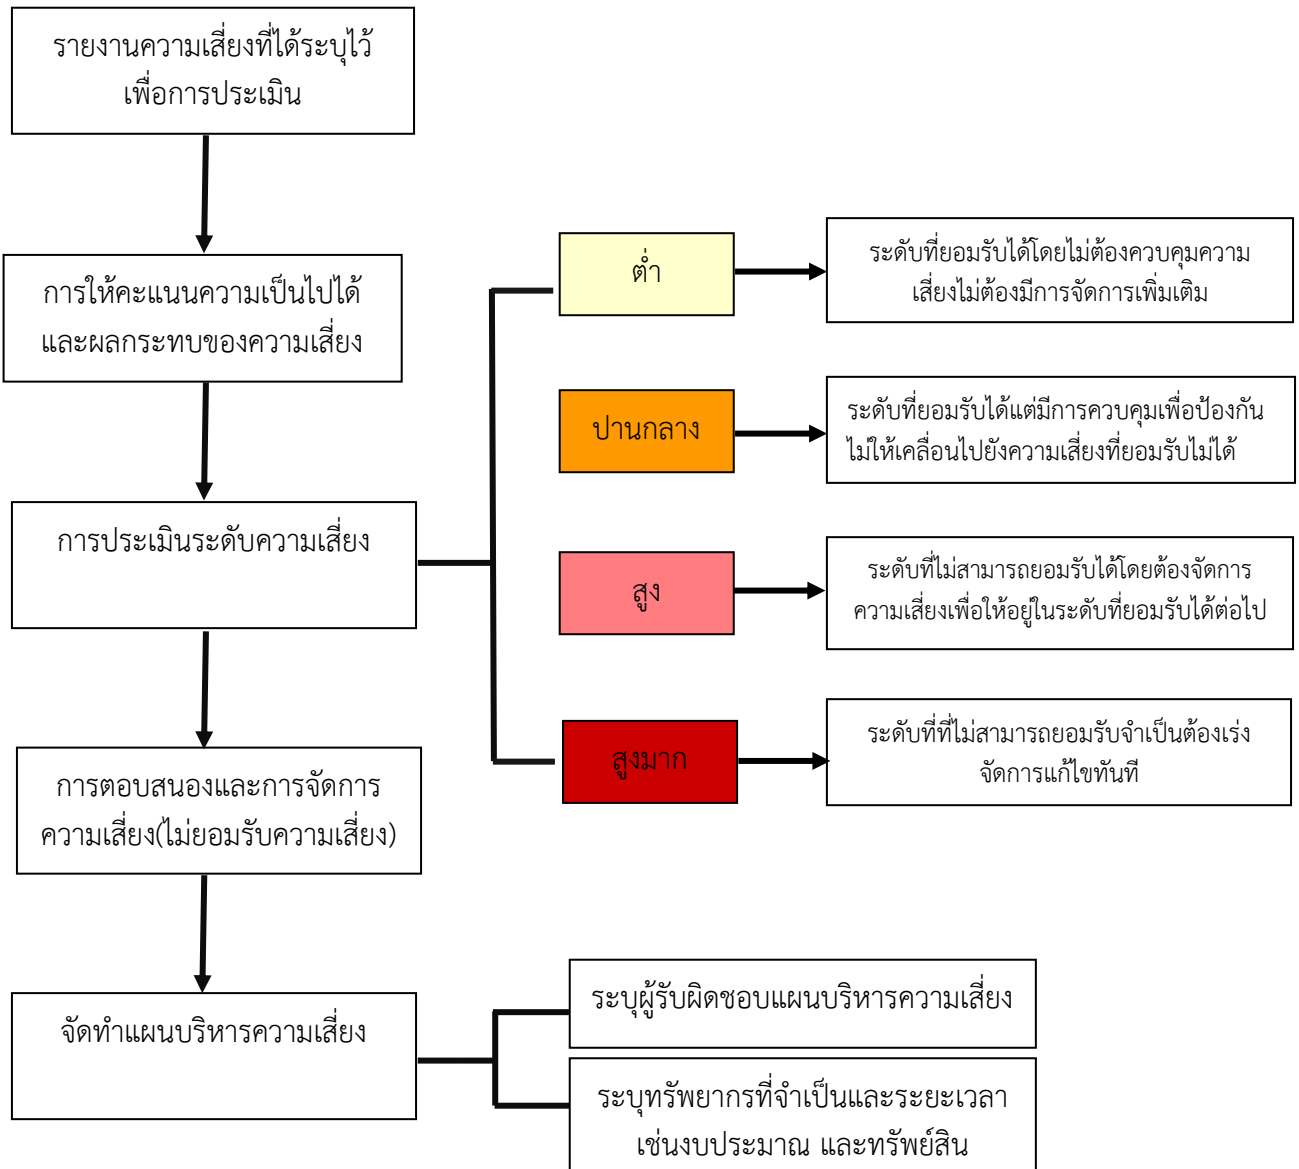 รายงานความเสี่ยงที่ได้ระบุไว้
เพื่อการประเมิน
การให้คะแนนความเป็นไปได้
และผลกระทบของความเสี่ยง
การประเมินระดับความเสี่ยง
ต่ำ
ระดับที่ยอมรับได้โดยไม่ต้องควบคุมความ
เสี่ยงไม่ต้องมีการจัดการเพิ่มเติม
ปานกลาง
ระดับที่ยอมรับได้แต่มีการควบคุมเพื่อป้องกัน
ไม่ให้เคลื่อนไปยังความเสี่ยงที่ยอมรับไม่ได้
สูง
ระดับที่ไม่สามารถยอมรับได้โดยต้องจัดการ
ความเสี่ยงเพื่อให้อยู่ในระดับที่ยอมรับได้ต่อไป
สูงมาก
ระดับที่ที่ไม่สามารถยอมรับจำเป็นต้องเร่ง
จัดการแก้ไขทันที
การตอบสนองและการจัดการ
ความเสี่ยง(ไม่ยอมรับความเสี่ยง)
จัดทำแผนบริหารความเสี่ยง
ระบุผู้รับผิดชอบแผนบริหารความเสี่ยง
ระบุทรัพยากรที่จำเป็นและระยะเวลา
เช่นงบประมาณ และทรัพย์สิน